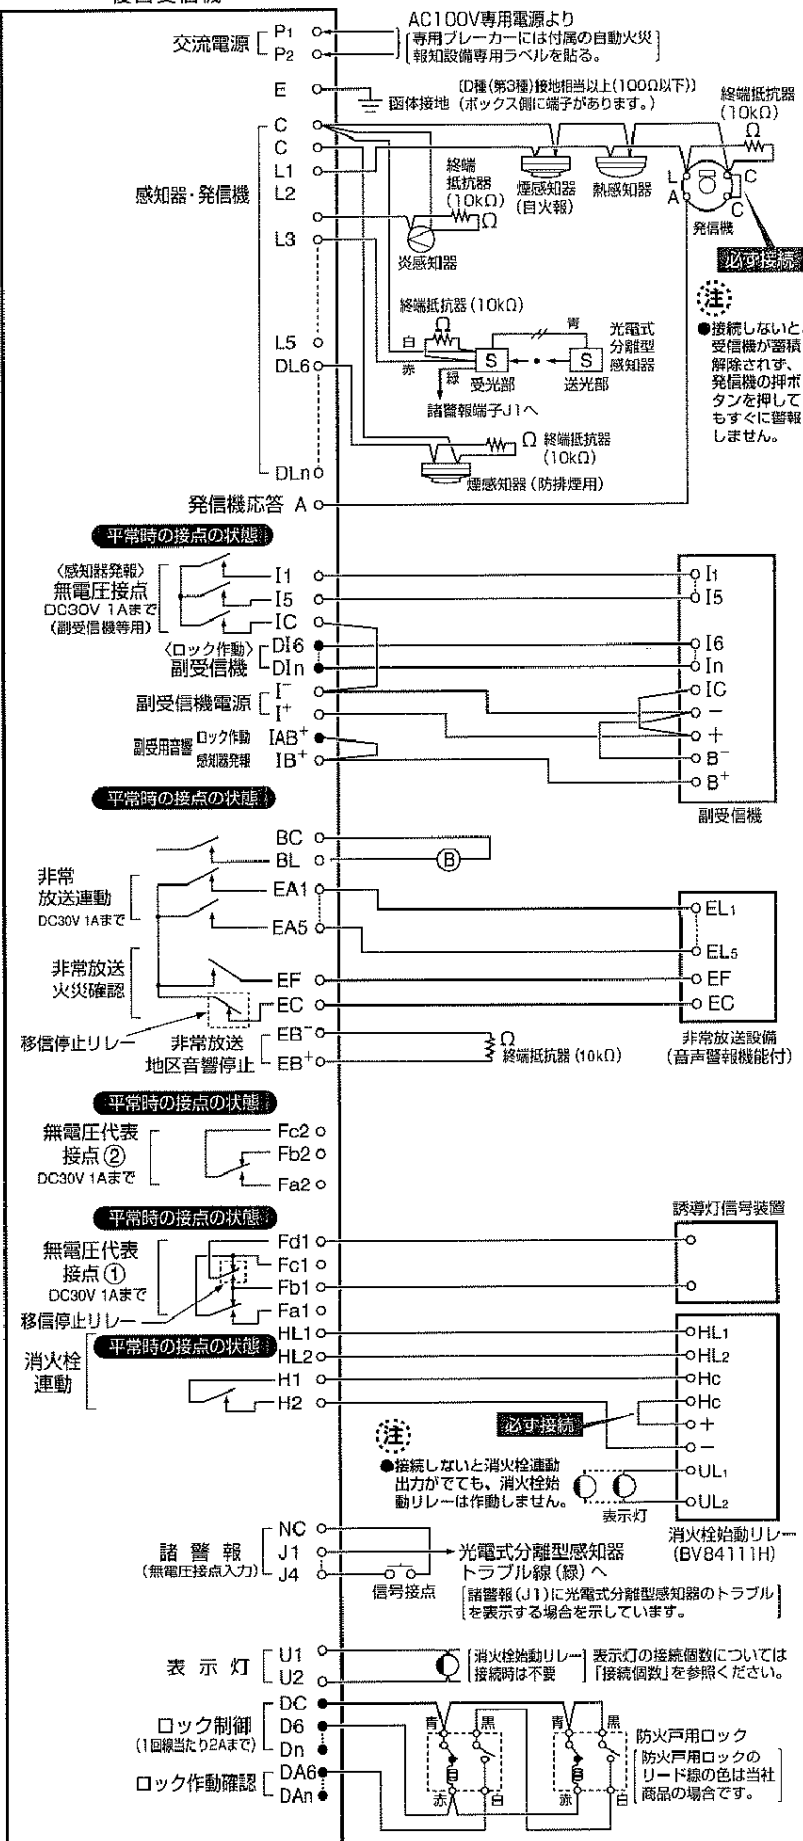 AC100V専用電源より
交流電源
P1
P2
専用ブレーカーには付属の自動火災
報知設備専用ラベルを貼る。
E
函体接地
(D種(第3種)接地相当以上(100Ω以下))
(ボックス側に端子があります。)
終端抵抗器
(10kΩ)
Ω
感知器・発信機
C
C
L1
L2
L3
L5
DL6
DLn
終端
抵抗器
(10kΩ)
Ω
炎感知器
煙感知器
(自火報)
熱感知器
L
A
C
C
発信機
必ず接続
注
●接続しないと、
受信機が蓄積
解除されず、
発信機の押ボ
タンを押して
もすぐに警報
しません。
終端抵抗器(10kΩ)
Ω
白
赤
緑
青
S
受光部
S
送光部
光電式
分離型
感知器
諸警報端子J1へ
Ω 終端抵抗器
(10kΩ)
煙感知器(防排煙用)
発信機応答 A
平常時の接点の状態
〈感知器発報〉
無電圧接点
DC30V 1Aまで
(副受信機等用)
I1
I5
IC
〈ロック作動〉
副受信機
DI6
DIn
副受信機電源
I-
I+
副受用音響
ロック作動 IAB+
感知器発報 IB+
I1
I5
I6
In
IC
-
+
B-
B+
副受信機
平常時の接点の状態
BC
BL
B
非常
放送連動
DC30V 1Aまで
EA1
EA5
非常放送
火災確認
EF
EC
移信停止リレー
非常放送
地区音響停止
EB-
EB+
Ω
終端抵抗器(10kΩ)
EL1
EL5
EF
EC
非常放送設備
(音声警報機能付)
平常時の接点の状態
無電圧代表
接点②
DC30V 1Aまで
Fc2
Fb2
Fa2
平常時の接点の状態
無電圧代表
接点①
DC30V 1Aまで
移信停止リレー
Fd1
Fc1
Fb1
Fa1
誘導灯信号装置
消火栓
連動
平常時の接点の状態
HL1
HL2
H1
H2
HL1
HL2
Hc
Hc
+
-
UL1
UL2
必ず接続
注
●接続しないと消火栓連動
出力がでても、消火栓始
動リレーは作動しません。
表示灯
消火栓始動リレー
(BV84111H)
諸警報
(無電圧接点入力)
NC
J1
J4
信号接点
光電式分離型感知器
トラブル線(緑)へ
諸警報(J1)に光電式分離型感知器のトラブル
を表示する場合を示しています。
表示灯
U1
U2
消火栓始動リレー
接続時は不要
表示灯の接続個数については
「接続個数」を参照ください。
ロック制御
(1回線当たり2Aまで)
DC
D6
Dn
ロック作動確認
DA6
DAn
青
黒
赤
白
青
黒
赤
白
防火戸用ロック
防火戸用ロックの
リード線の色は当社
商品の場合です。